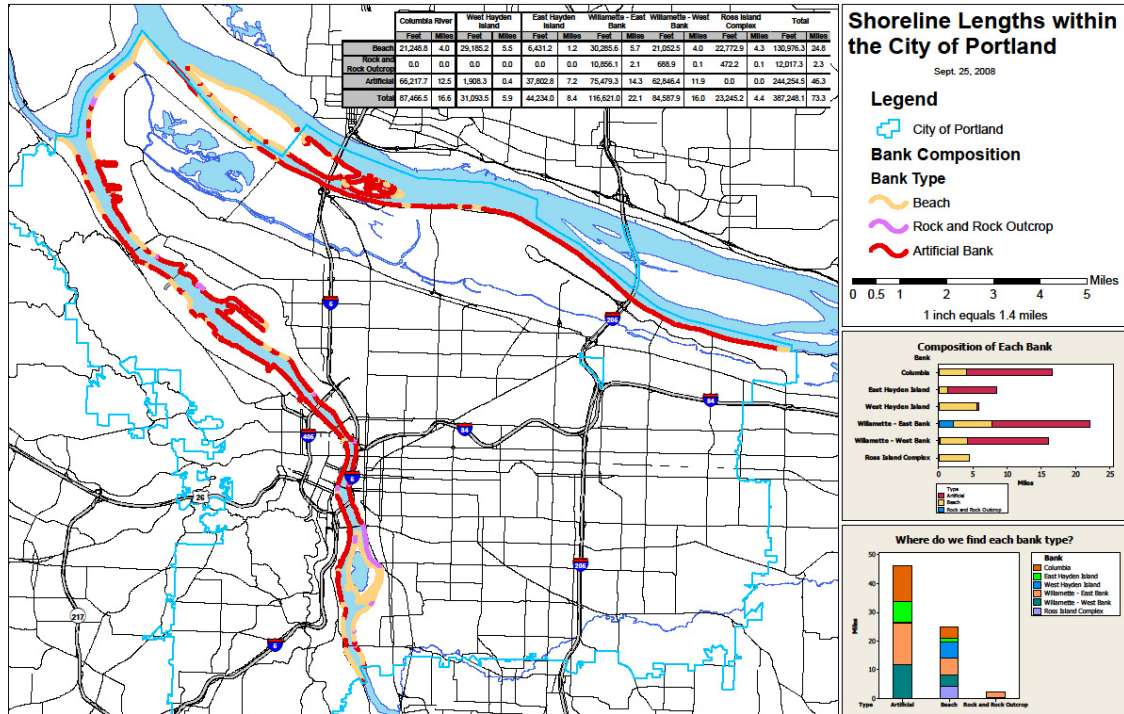 Columbia River West Hayden Island East Hayden Island Willamette - East Bank Willamette - West Bank Ross Island Complex Total
Feet Miles Feet Miles Feet Miles Feet Miles Feet Miles Feet Miles Feet Miles
Beach 21,248.8 4.0 29,185.2 5.5 6,431.2 1.2 30,285.6 5.7 21,052.5 4.0 22,772.9 4.3 130,976.3 24.8
Rock and Rock Outcrop 0.0 0.0 0.0 0.0 0.0 0.0 10,856.1 2.1 688.9 0.1 472.2 0.1 12,017.3 2.3
Artificial 66,217.7 12.5 1,908.3 0.4 37,802.8 7.2 75,479.3 14.3 62,846.4 11.9 0.0 0.0 244,254.5 46.3
Total 87,466.5 16.6 31,093.5 5.9 44,234.0 8.4 116,621.0 22.1 84,587.9 16.0 23,245.2 4.4 387,248.1 73.3
Shoreline Lengths within
the City of Portland
Sept. 25, 2008
Legend
City of Portland
Bank Composition
Bank Type
Beach
Rock and Rock Outcrop
Artificial Bank
Miles
0 0.5 1 2 3 4 5
1 inch equals 1.4 miles
5
205
84
405
84
5
26
205
217
5
Composition of Each Bank
Bank
Columbia
East Hayden Island
West Hayden Island
Willamette - East Bank
Willamette - West Bank
Ross Island Complex
0 5 10 15 20 25
Miles
Type
Artificial
Beach
Rock and Rock Outcrop
Where do we find each bank type?
50
40
30
20
10
0
Miles
Type Artificial Beach Rock and Rock Outcrop
Bank
Columbia
East Hayden Island
West Hayden Island
Willamette - East Bank
Willamette - West Bank
Ross Island Complex